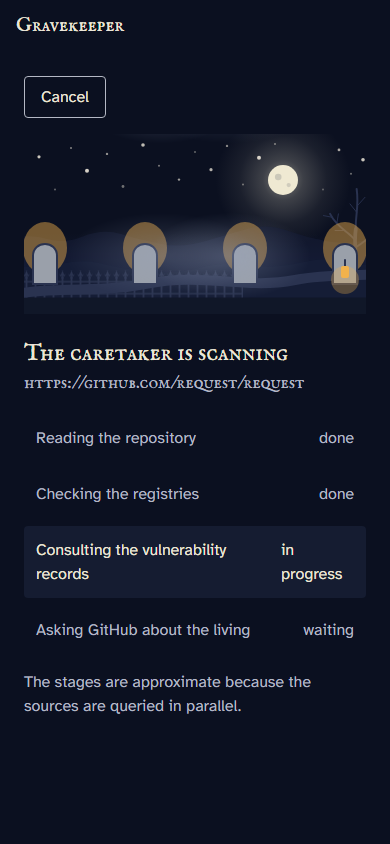 Gravekeeper
Cancel
The caretaker is scanning
https://github.com/request/request
Reading the repository done
Checking the registries done
Consulting the vulnerability records in progress
Asking GitHub about the living waiting
The stages are approximate because the
sources are queried in parallel.